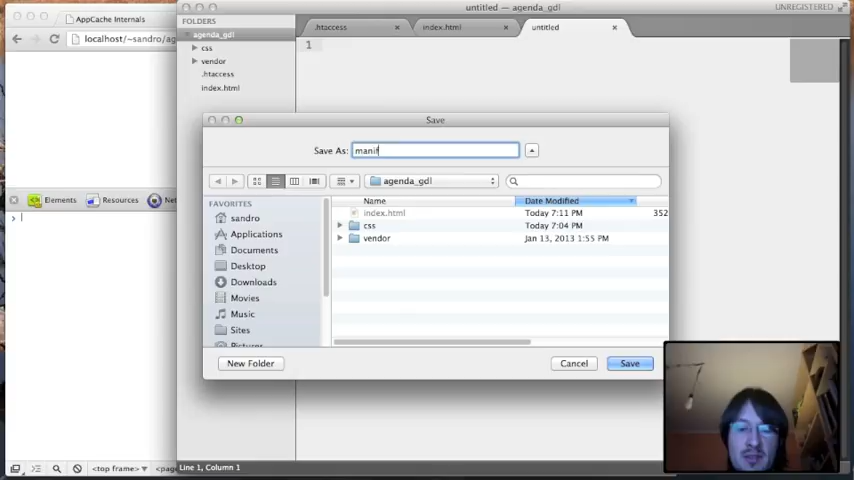 AppCache Internals
untitled — agenda_gdl
UNREGISTERED
localhost/~sandro/ag
FOLDERS
agenda_gdl
css
vendor
.htaccess
index.html
.htaccess
index.html
untitled
1
Save
Save As: manif
agenda_gdl
FAVORITES
sandro
Applications
Documents
Desktop
Downloads
Movies
Music
Sites
Pictures
Name
Date Modified
index.html
Today 7:11 PM
352
css
Today 7:04 PM
vendor
Jan 13, 2013 1:55 PM
New Folder
Cancel
Save
Elements
Resources
Net
<top frame>
<pag
Line 1, Column 1